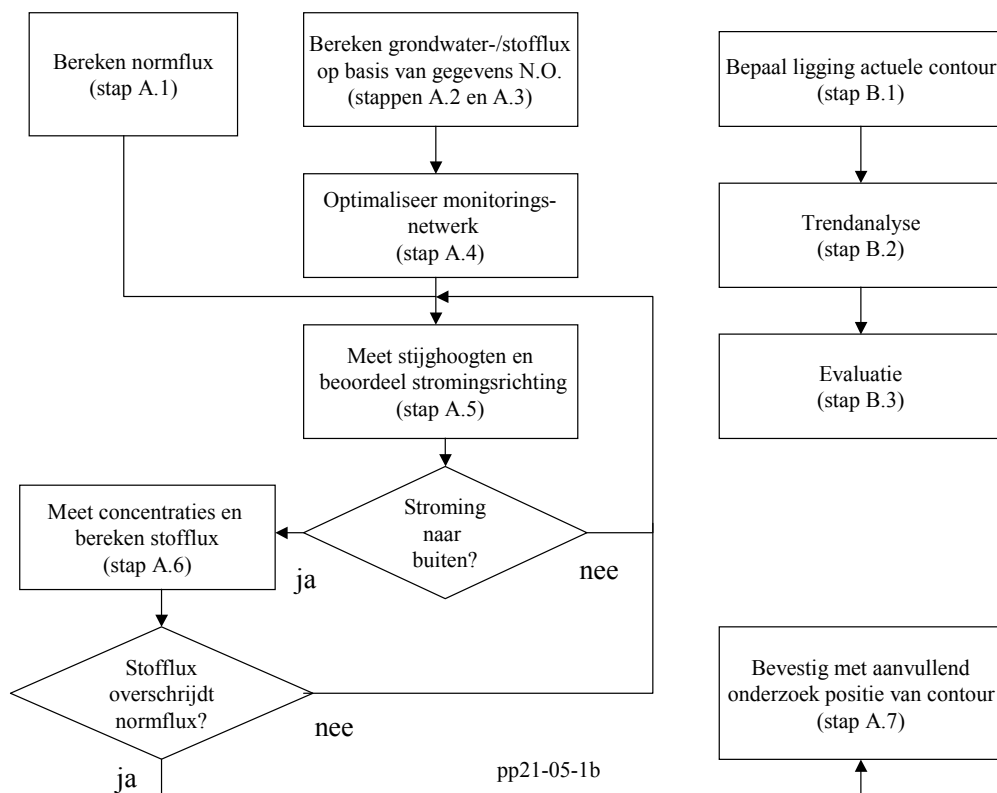 Bereken normflux
(stap A.1)
Bereken grondwater-/stofflux
op basis van gegevens N.O.
(stappen A.2 en A.3)
Bepaal ligging actuele contour
(stap B.1)
Optimaliseer monitorings-
netwerk
(stap A.4)
Trendanalyse
(stap B.2)
Meet stijghoogten en
beoordeel stromingsrichting
(stap A.5)
Evaluatie
(stap B.3)
Stroming
naar
buiten?
Meet concentraties en
bereken stofflux
(stap A.6)
ja
nee
Stofflux
overschrijdt
normflux?
nee
ja
Bevestig met aanvullend
onderzoek positie van contour
(stap A.7)
pp21-05-1b